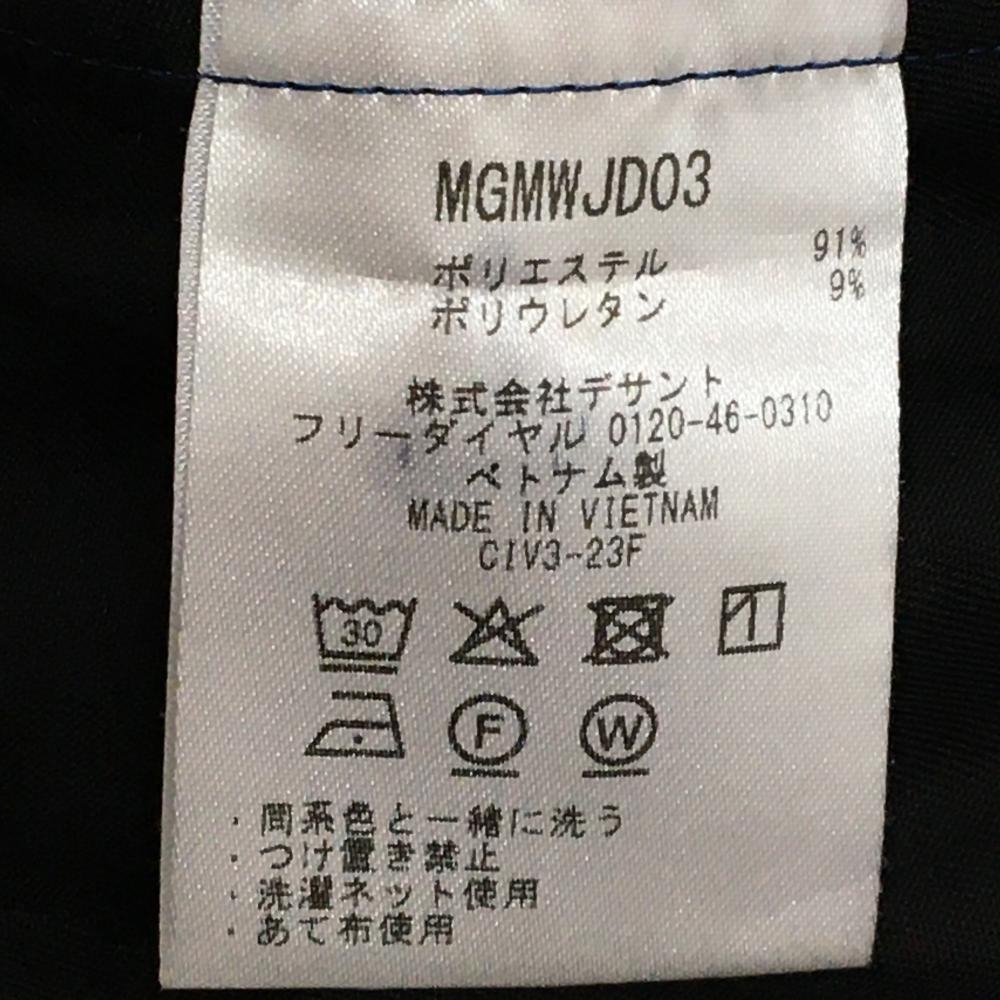 MGMWJD03
ポリエステル 91%
ポリウレタン 9%
株式会社デサント
フリーダイヤル 0120-46-0310
ベトナム製
MADE IN VIETNAM
CIV3-23F
30
F W
・同系色と一緒に洗う
・つけ置き禁止
・洗濯ネット使用
・あて布使用